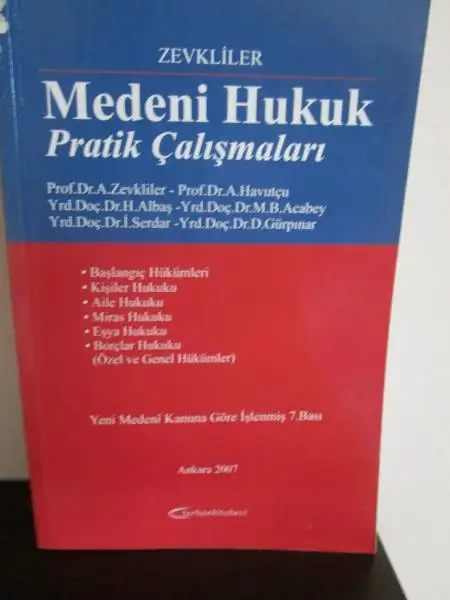 ZEVKLİLER
Medeni Hukuk
Pratik Çalışmaları
Prof.Dr.A.Zevkliler - Prof.Dr.A.Havutçu
Yrd.Doç.Dr.H.Albaş -Yrd.Doç.Dr.M.B.Acabey
Yrd.Doç.Dr.İ.Serdar -Yrd.Doç.Dr.D.Gürpınar
• Başlangıç Hükümleri
• Kişiler Hukuku
• Aile Hukuku
• Miras Hukuku
• Eşya Hukuku
• Borçlar Hukuku
(Özel ve Genel Hükümler)
Yeni Medenî Kanuna Göre İşlenmiş 7.Bası
Ankara 2007
turhankitabevi